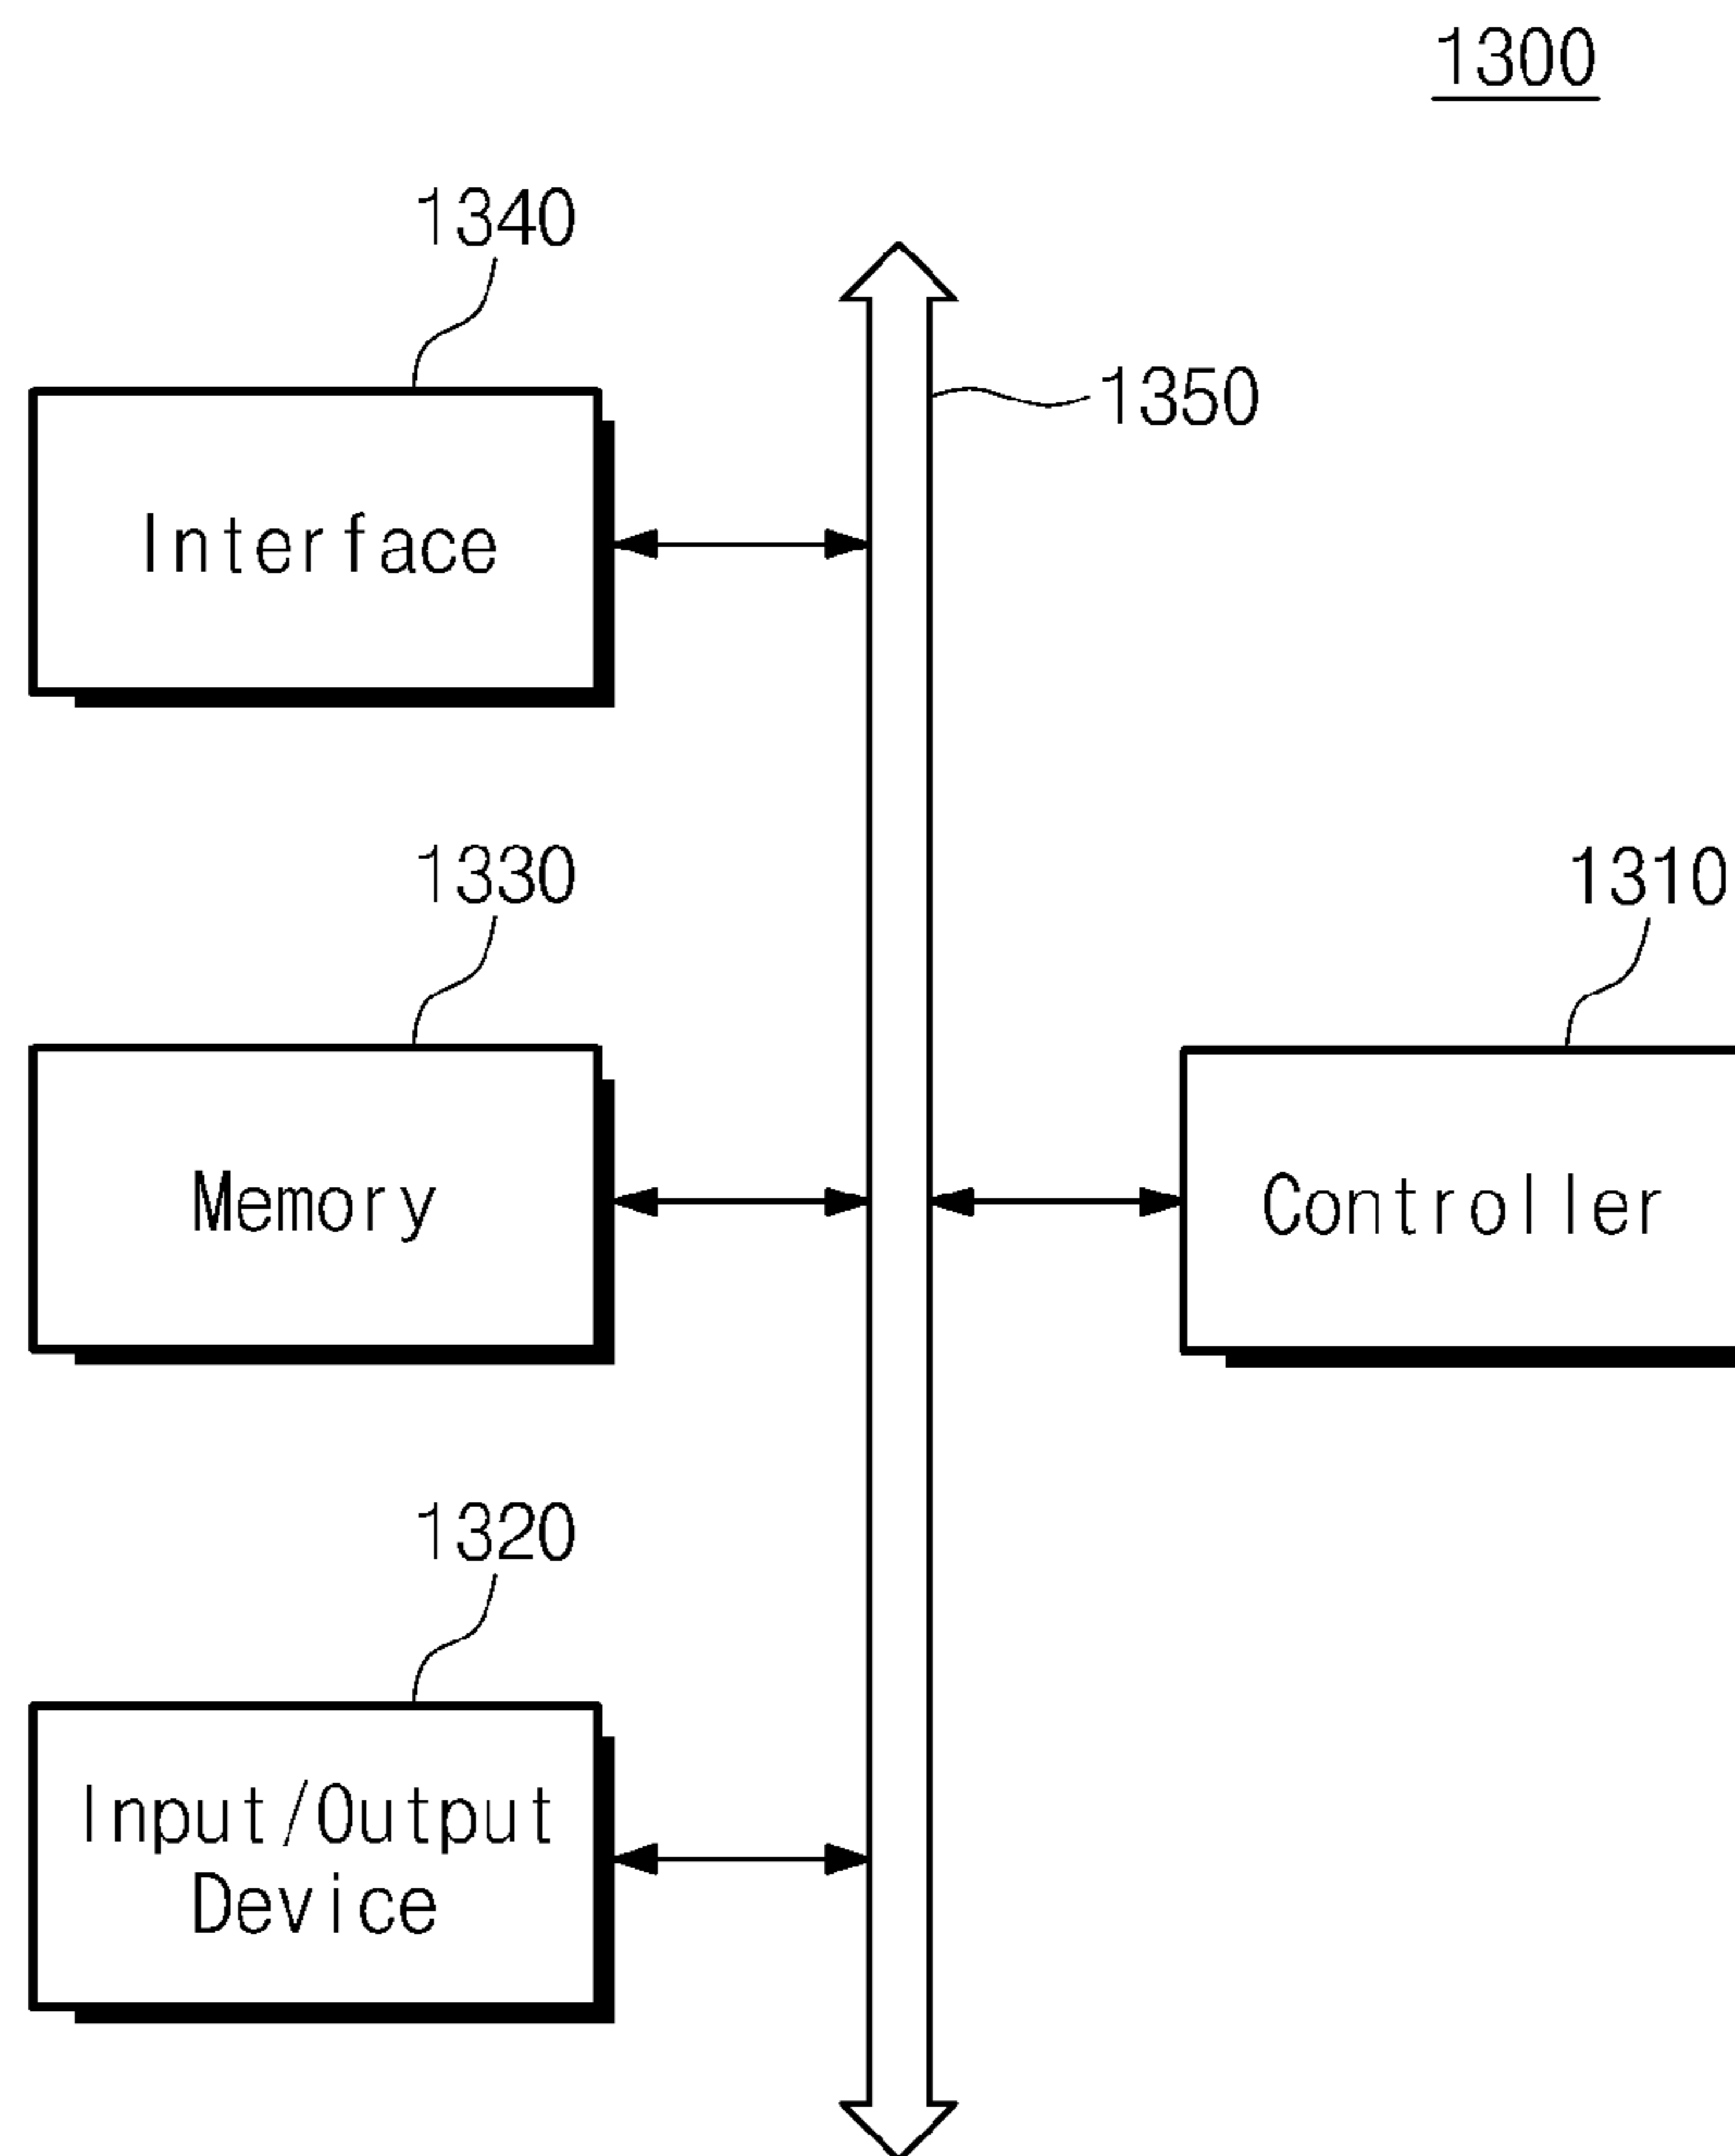 1300
1340
1350
Interface
1330
1310
Memory
Controller
1320
Input/Output
Device